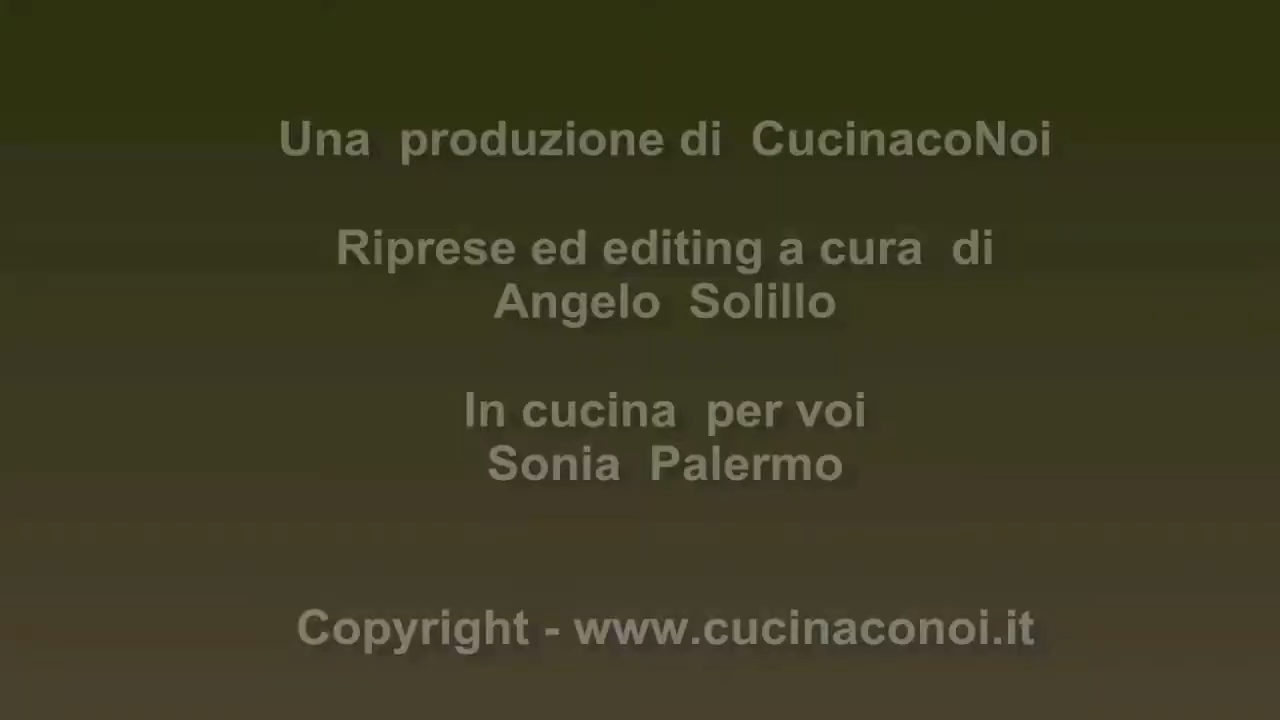 Una produzione di CucinacoNoi
Riprese ed editing a cura di
Angelo Solillo
In cucina per voi
Sonia Palermo
Copyright - www.cucinaconoi.it